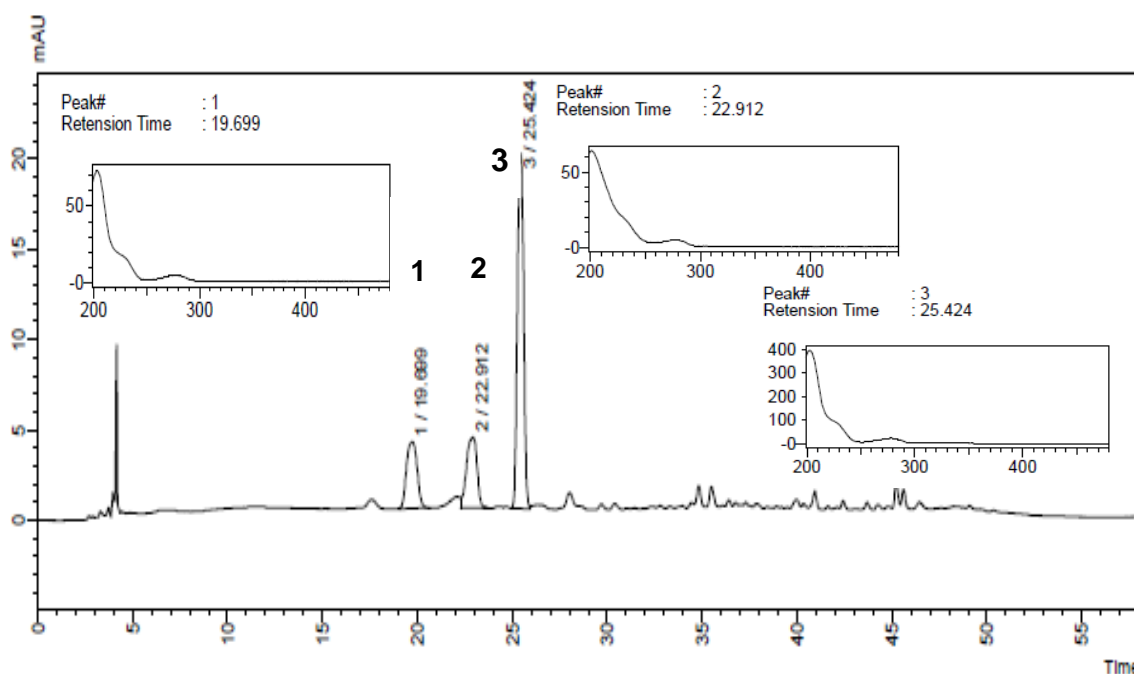 mAU
Peak# : 1
Retension Time : 19.699
50
-0
200 300 400
Peak# : 2
Retension Time : 22.912
50
-0
200 300 400
Peak# : 3
Retension Time : 25.424
400
300
200
100
-0
200 300 400
20
15
10
5
0
1
2
3
1 / 19.699
2 / 22.912
3 / 25.424
0 5 10 15 20 25 30 35 40 45 50 55
Time